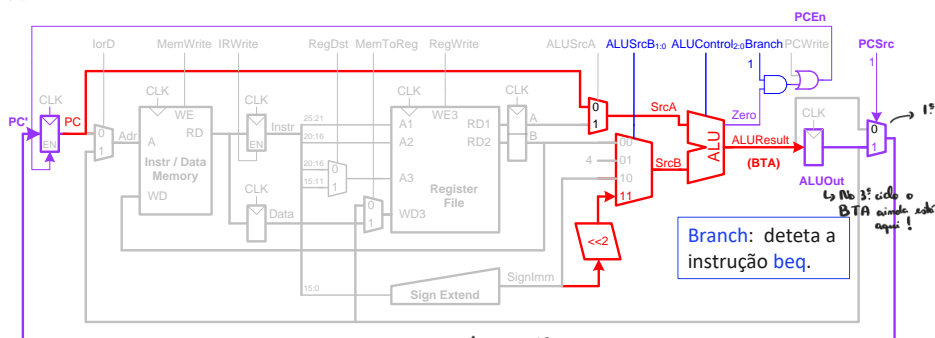 PCEn
IorD MemWrite IRWrite RegDst MemToReg RegWrite ALUSrcA ALUSrcB1:0 ALUControl2:0 Branch PCWrite PCSrc
1 1
CLK CLK CLK CLK CLK CLK
PC' PC EN
0 1 Adr
A WE RD
Instr / Data
Memory
WD
EN Instr
Data
25:21
20:16
20:16
15:11
15:0
0 1
0 1
A1 WE3 RD1
A2 RD2
A3
Register
File
WD3
A
B
0 1
SrcA
4
00
01
10
11
SrcB
<<2
SignImm
Sign Extend
ALU
Zero
ALUResult
(BTA)
ALUOut
0
1
1º
↳ No 3º ciclo o
BTA ainda está
aqui !
Branch: deteta a
instrução beq.